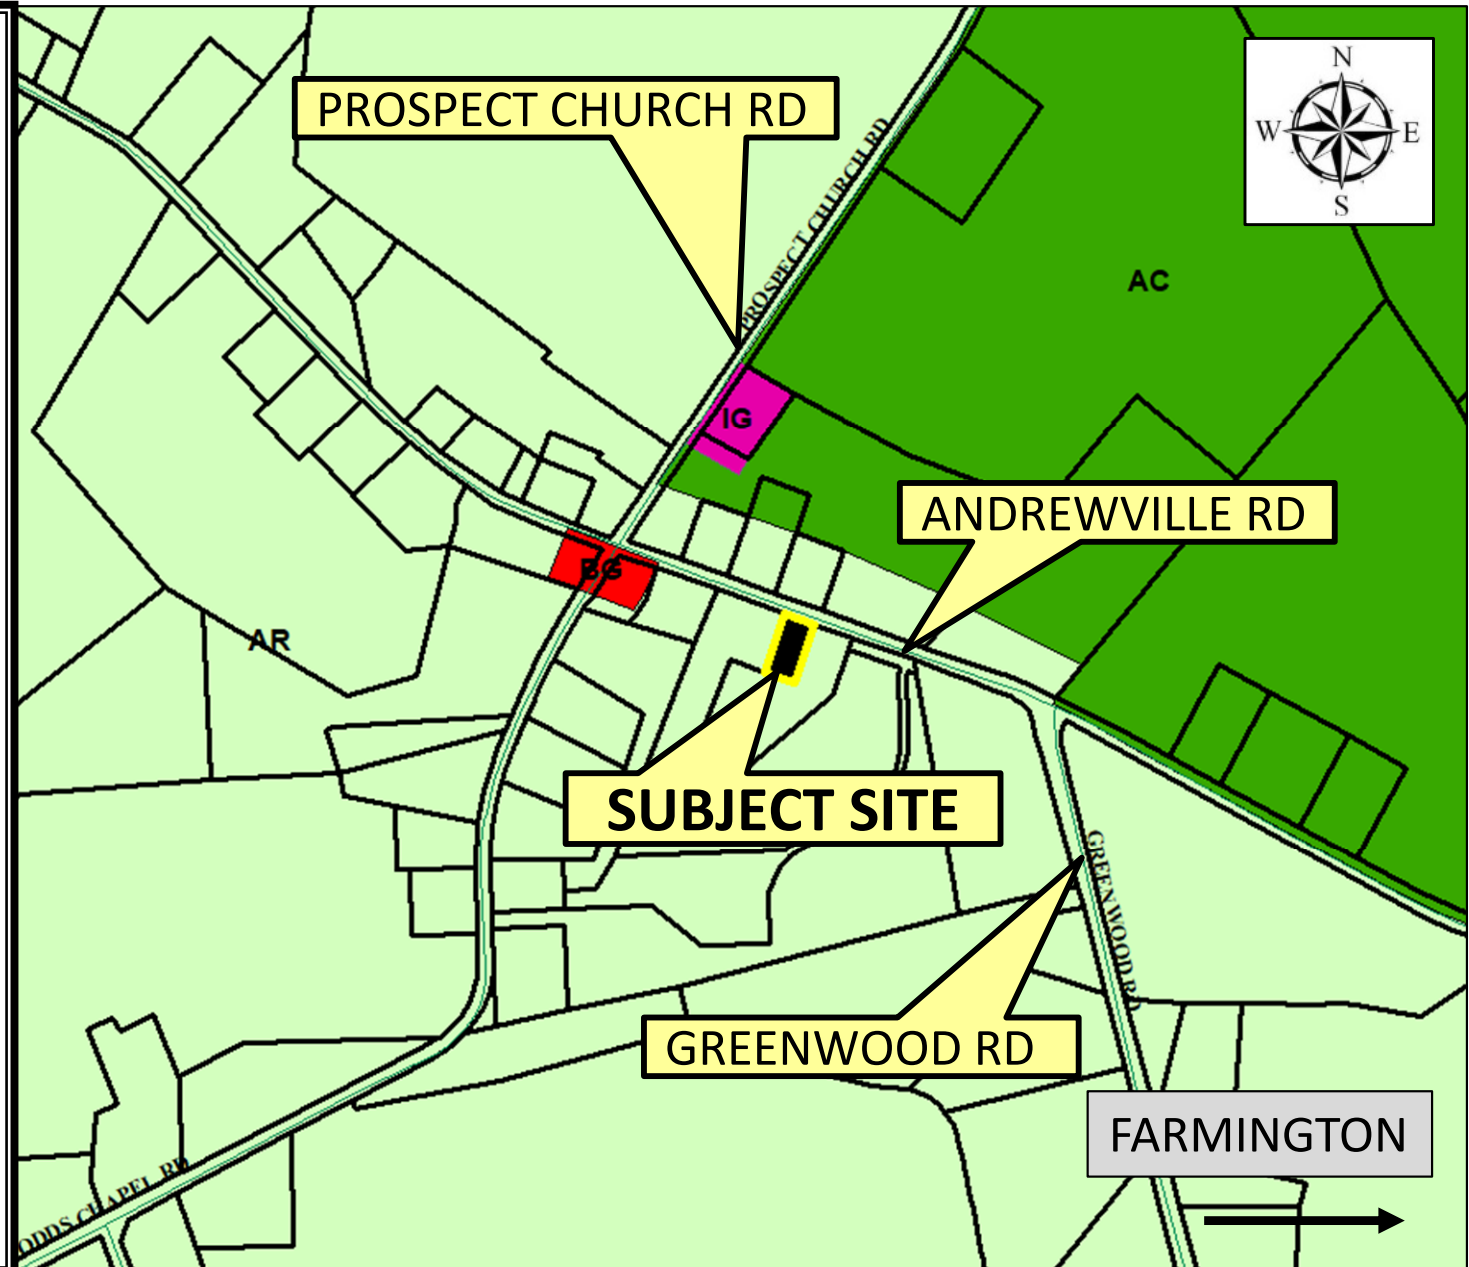 N
W E
S
PROSPECT CHURCH RD
PROSPECT CHURCH RD
AC
IG
ANDREWVILLE RD
BG
AR
SUBJECT SITE
GREENWOOD RD
GREENWOOD RD
FARMINGTON
ODDS CHAPEL RD